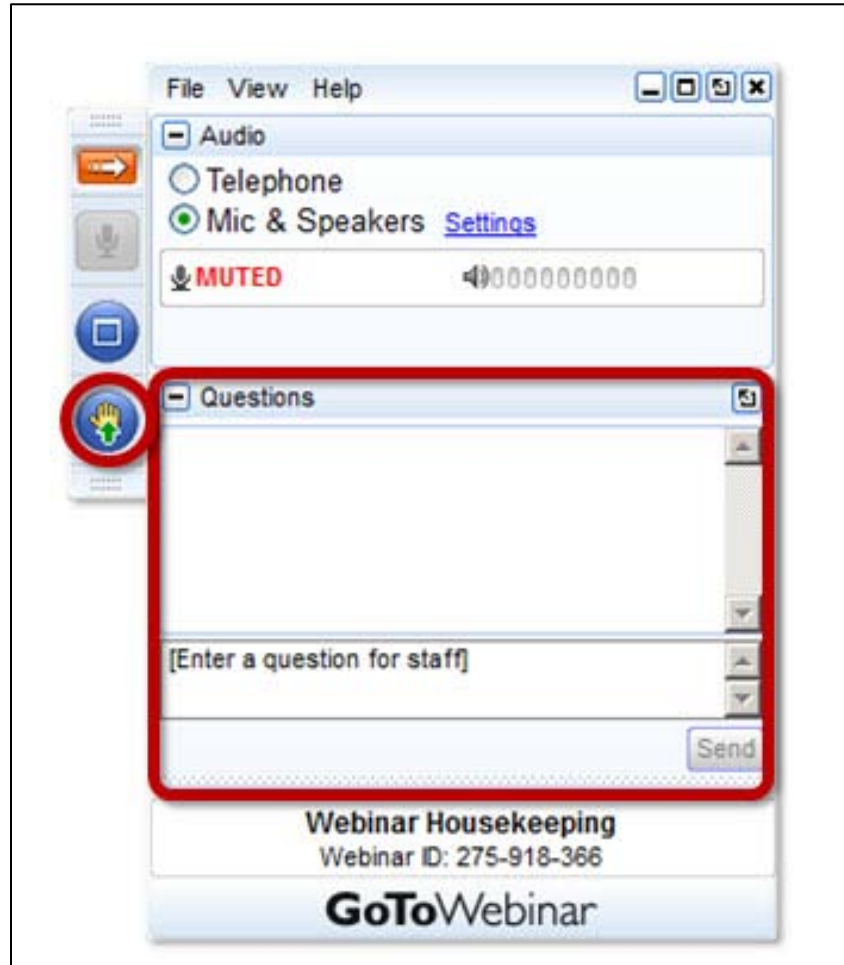 File View Help
Audio
Telephone
Mic & Speakers Settings
MUTED
Questions
[Enter a question for staff]
Send
Webinar Housekeeping
Webinar ID: 275-918-366
GoToWebinar